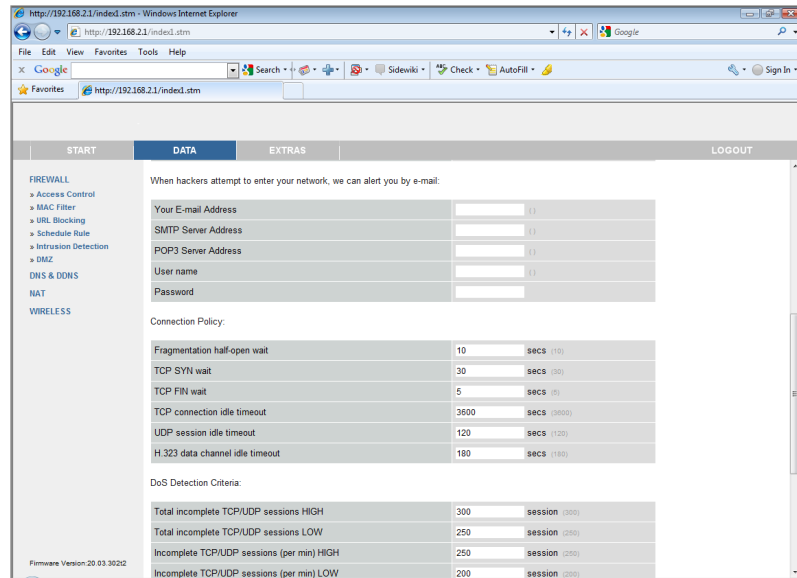 http://192.168.2.1/index1.stm - Windows Internet Explorer
http://192.168.2.1/index1.stm
Google
File Edit View Favorites Tools Help
x Google Search Sidewiki Check AutoFill Sign In
Favorites http://192.168.2.1/index1.stm
START DATA EXTRAS LOGOUT
FIREWALL
» Access Control
» MAC Filter
» URL Blocking
» Schedule Rule
» Intrusion Detection
» DMZ
DNS & DDNS
NAT
WIRELESS
Firmware Version:20.03.302t2
When hackers attempt to enter your network, we can alert you by e-mail:
Your E-mail Address ( )
SMTP Server Address ( )
POP3 Server Address ( )
User name ( )
Password
Connection Policy:
Fragmentation half-open wait 10 secs (10)
TCP SYN wait 30 secs (30)
TCP FIN wait 5 secs (5)
TCP connection idle timeout 3600 secs (3600)
UDP session idle timeout 120 secs (120)
H.323 data channel idle timeout 180 secs (180)
DoS Detection Criteria:
Total incomplete TCP/UDP sessions HIGH 300 session (300)
Total incomplete TCP/UDP sessions LOW 250 session (250)
Incomplete TCP/UDP sessions (per min) HIGH 250 session (250)
Incomplete TCP/UDP sessions (per min) LOW 200 session (200)